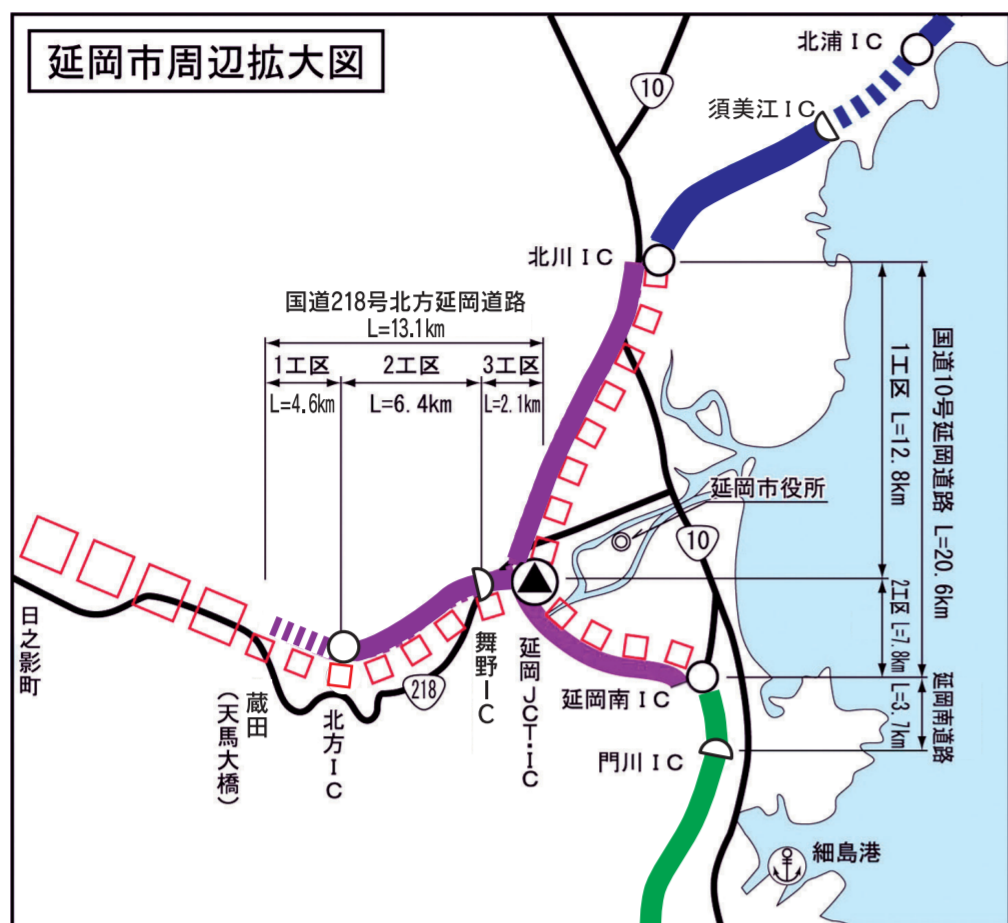 延岡市周辺拡大図
10
北浦IC
須美江IC
北川IC
国道218号北方延岡道路
L=13.1km
1工区
2工区
3工区
L=4.6km
L=6.4km
L=2.1km
国道10号延岡道路 L=20.6km
1工区 L=12.8km
延岡市役所
10
2工区 L=7.8km
日之影町
蔵田
(天馬大橋)
北方IC
218
舞野IC
延岡JCT・IC
延岡南IC
延岡南道路
L=3.7km
門川IC
細島港